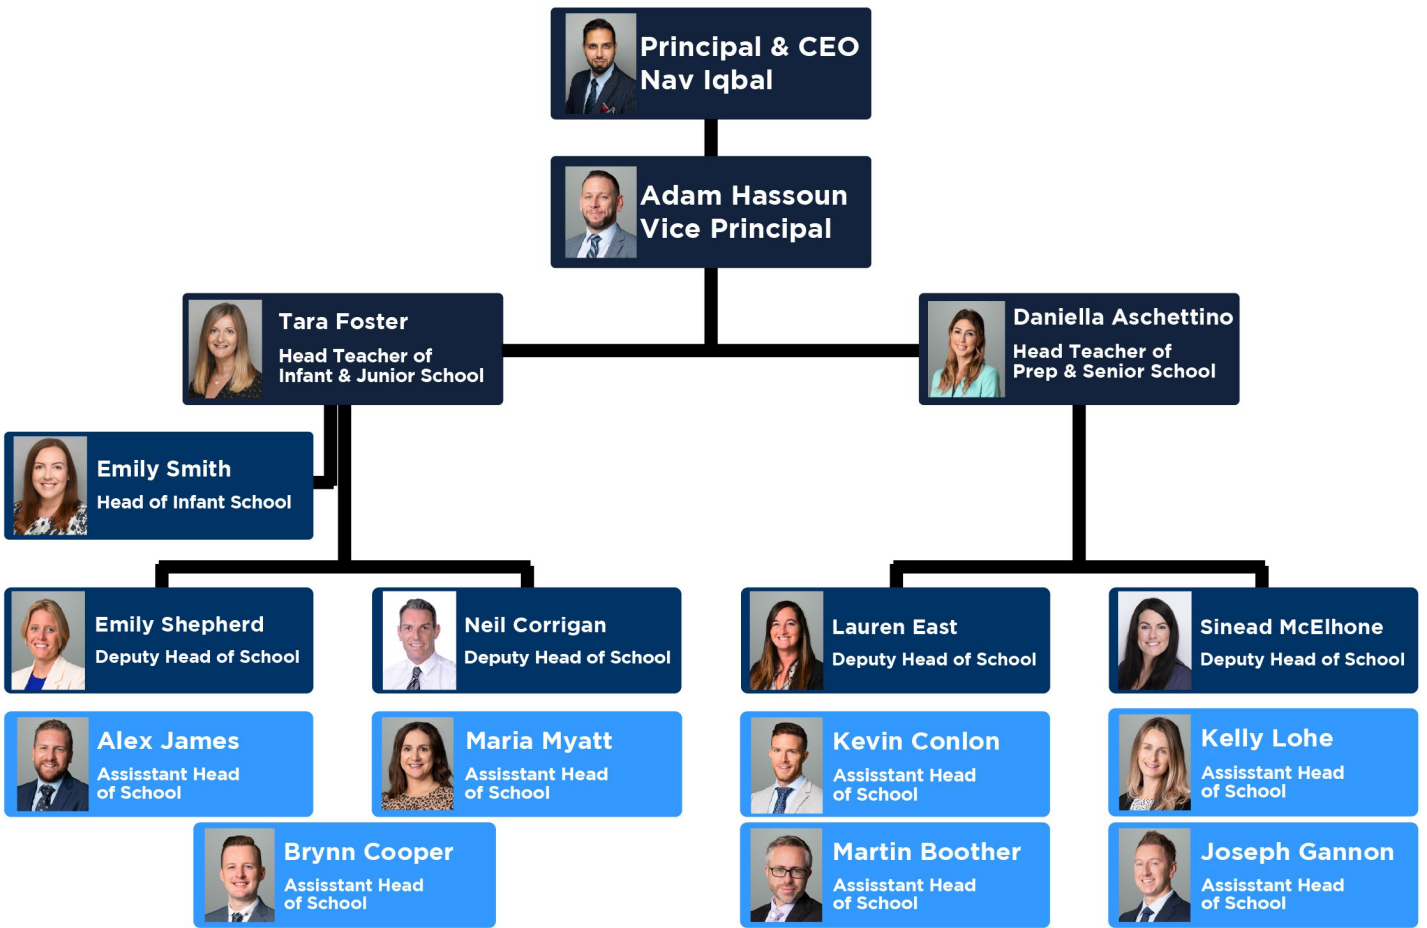 Principal & CEO
Nav Iqbal
Adam Hassoun
Vice Principal
Tara Foster
Head Teacher of
Infant & Junior School
Daniella Aschettino
Head Teacher of
Prep & Senior School
Emily Smith
Head of Infant School
Emily Shepherd
Deputy Head of School
Neil Corrigan
Deputy Head of School
Lauren East
Deputy Head of School
Sinead McElhone
Deputy Head of School
Alex James
Assisstant Head
of School
Maria Myatt
Assisstant Head
of School
Kevin Conlon
Assisstant Head
of School
Kelly Lohe
Assisstant Head
of School
Brynn Cooper
Assisstant Head
of School
Martin Boother
Assisstant Head
of School
Joseph Gannon
Assisstant Head
of School